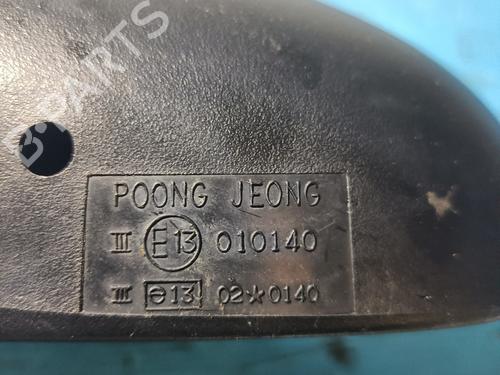 B-PARTS
POONG JEONG
III E13 010140
III e13 02★0140